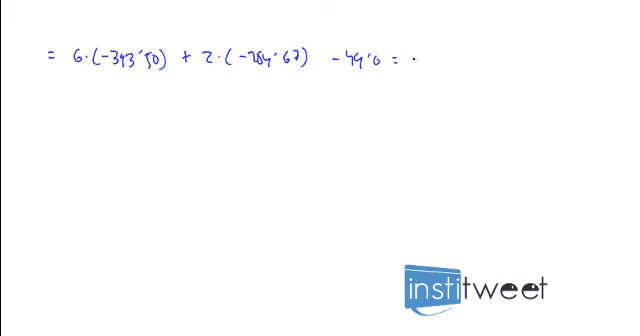 = 6·(-393'50) + 2·(-284'67) - 49'0 =
institweet